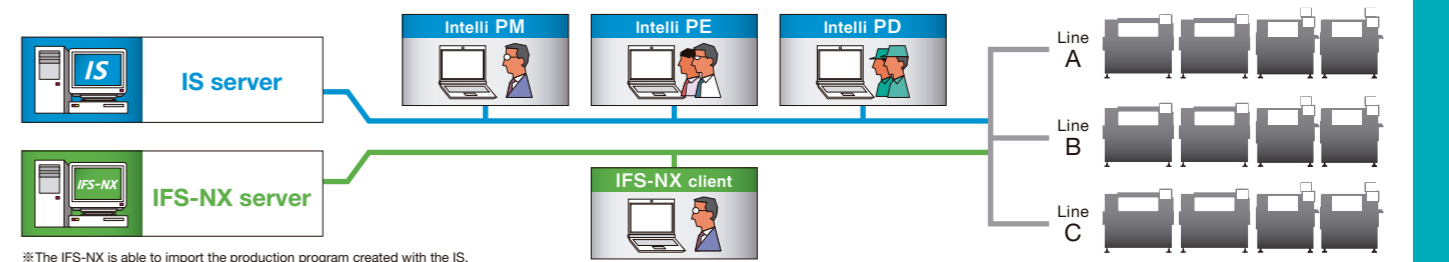 Intelli PM
Intelli PE
Intelli PD
IS
IS server
IFS-NX
IFS-NX server
IFS-NX client
Line
A
Line
B
Line
C
※The IFS-NX is able to import the production program created with the IS.